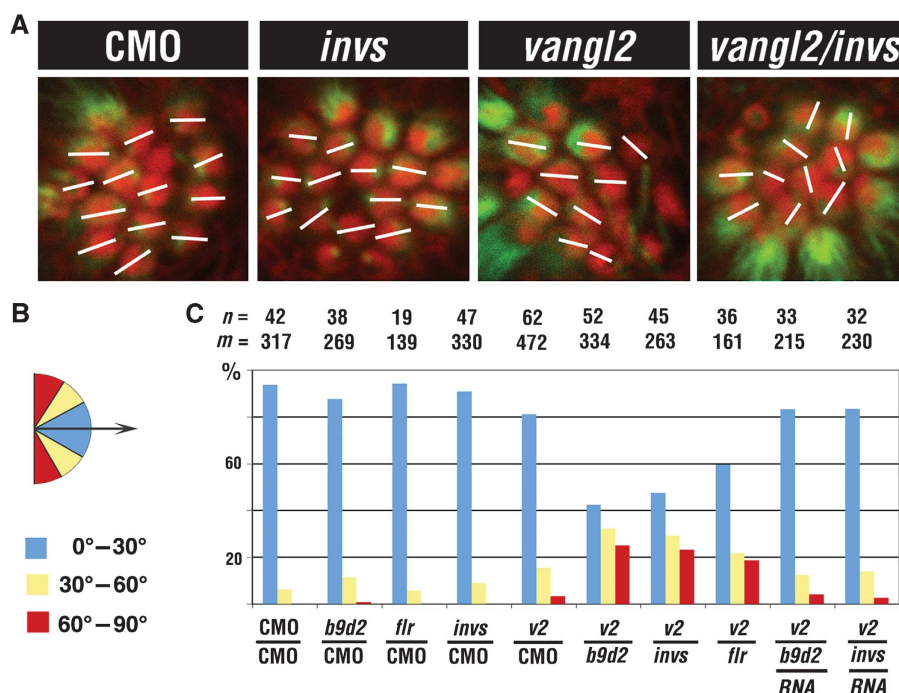 A
CMO invs vangl2 vangl2/invs
B
C
n = 42 38 19 47 62 52 45 36 33 32
m = 317 269 139 330 472 334 263 161 215 230
%
60
20
0°–30°
30°–60°
60°–90°
CMO b9d2 flr invs v2 v2 v2 v2 v2 v2
CMO CMO CMO CMO CMO b9d2 invs flr b9d2 invs
RNA RNA